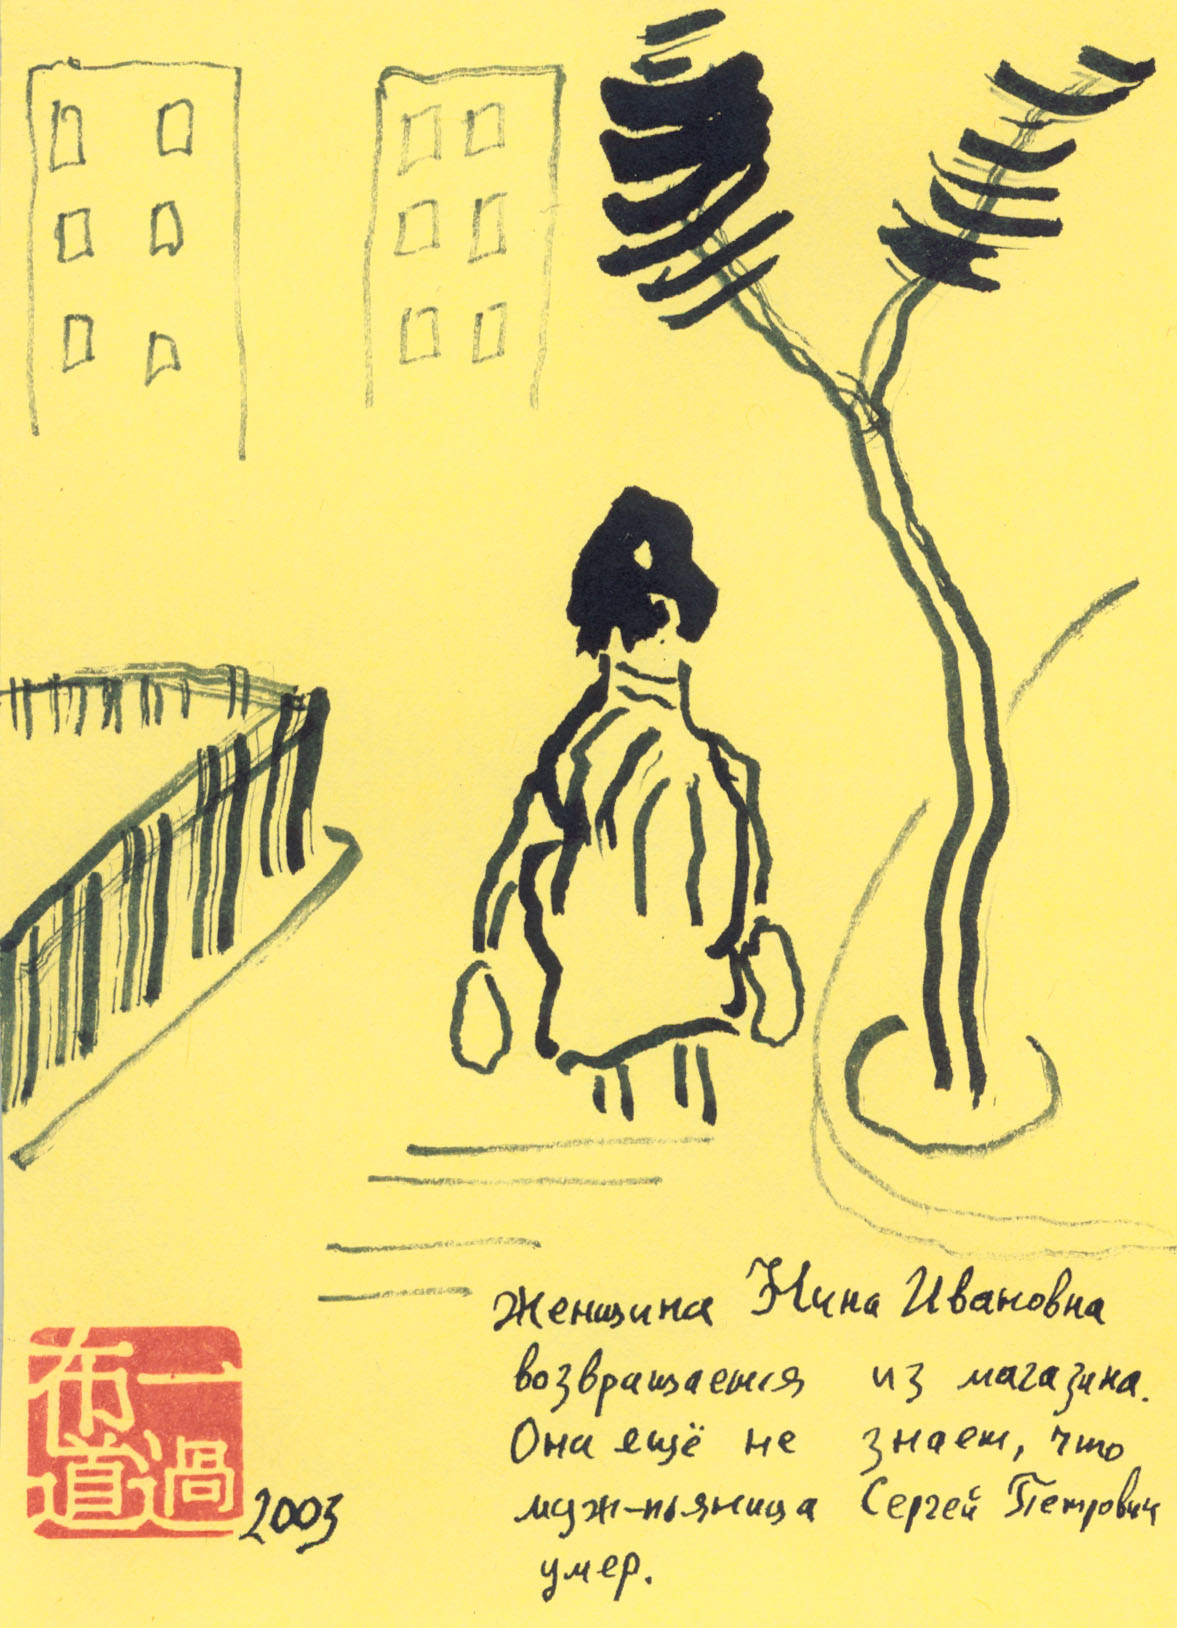 Женщина Нина Ивановна
возвращается из магазина.
Она ещё не знает, что
муж-пьяница Сергей Петрович
умер.
一過
布道
2003